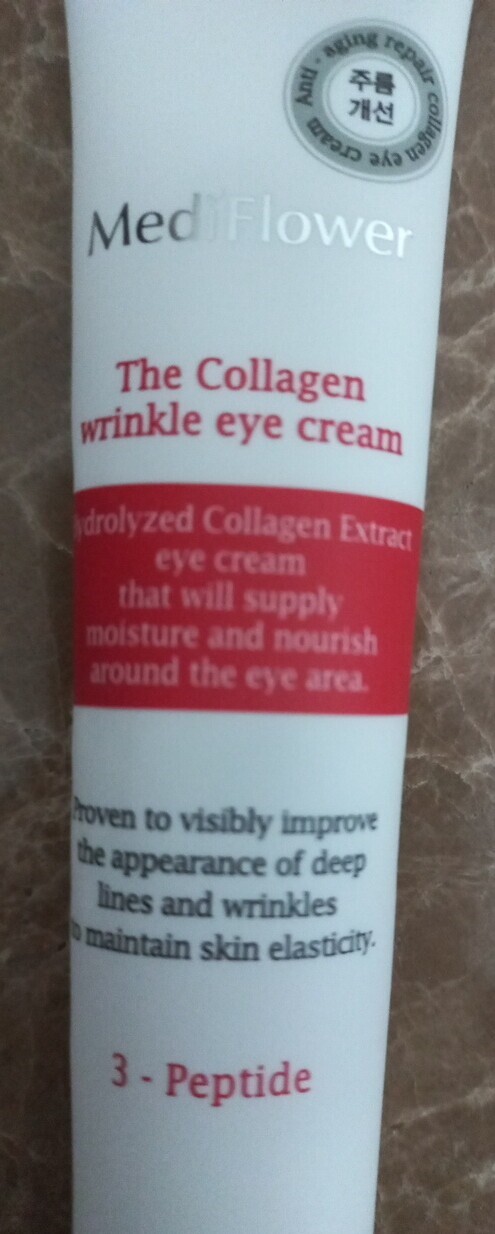 Anti - aging repair collagen eye cream
주름
개선
MediFlower
The Collagen
wrinkle eye cream
ydrolyzed Collagen Extract
eye cream
that will supply
moisture and nourish
around the eye area.
Proven to visibly improve
the appearance of deep
lines and wrinkles
to maintain skin elasticity.
3 - Peptide